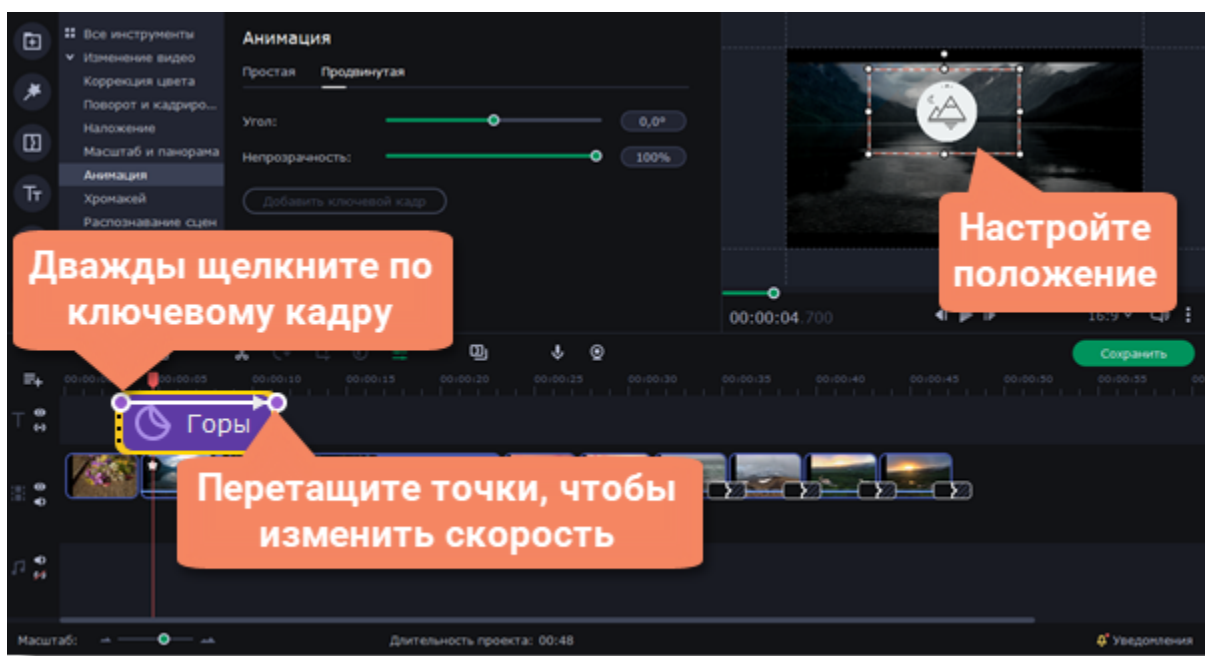 Все инструменты
Изменение видео
Коррекция цвета
Поворот и кадриро...
Наложение
Масштаб и панорама
Анимация
Хромакей
Распознавание сцен
Анимация
Простая Продвинутая
Угол: 0,0°
Непрозрачность: 100%
Добавить ключевой кадр
Настройте
положение
Дважды щелкните по
ключевому кадру
00:00:04.700
16:9
Сохранить
00:00:05 00:00:10 00:00:15 00:00:20 00:00:25 00:00:30 00:00:35 00:00:40 00:00:45 00:00:50 00:00:55
Горы
Перетащите точки, чтобы
изменить скорость
Масштаб: Длительность проекта: 00:48 Уведомления